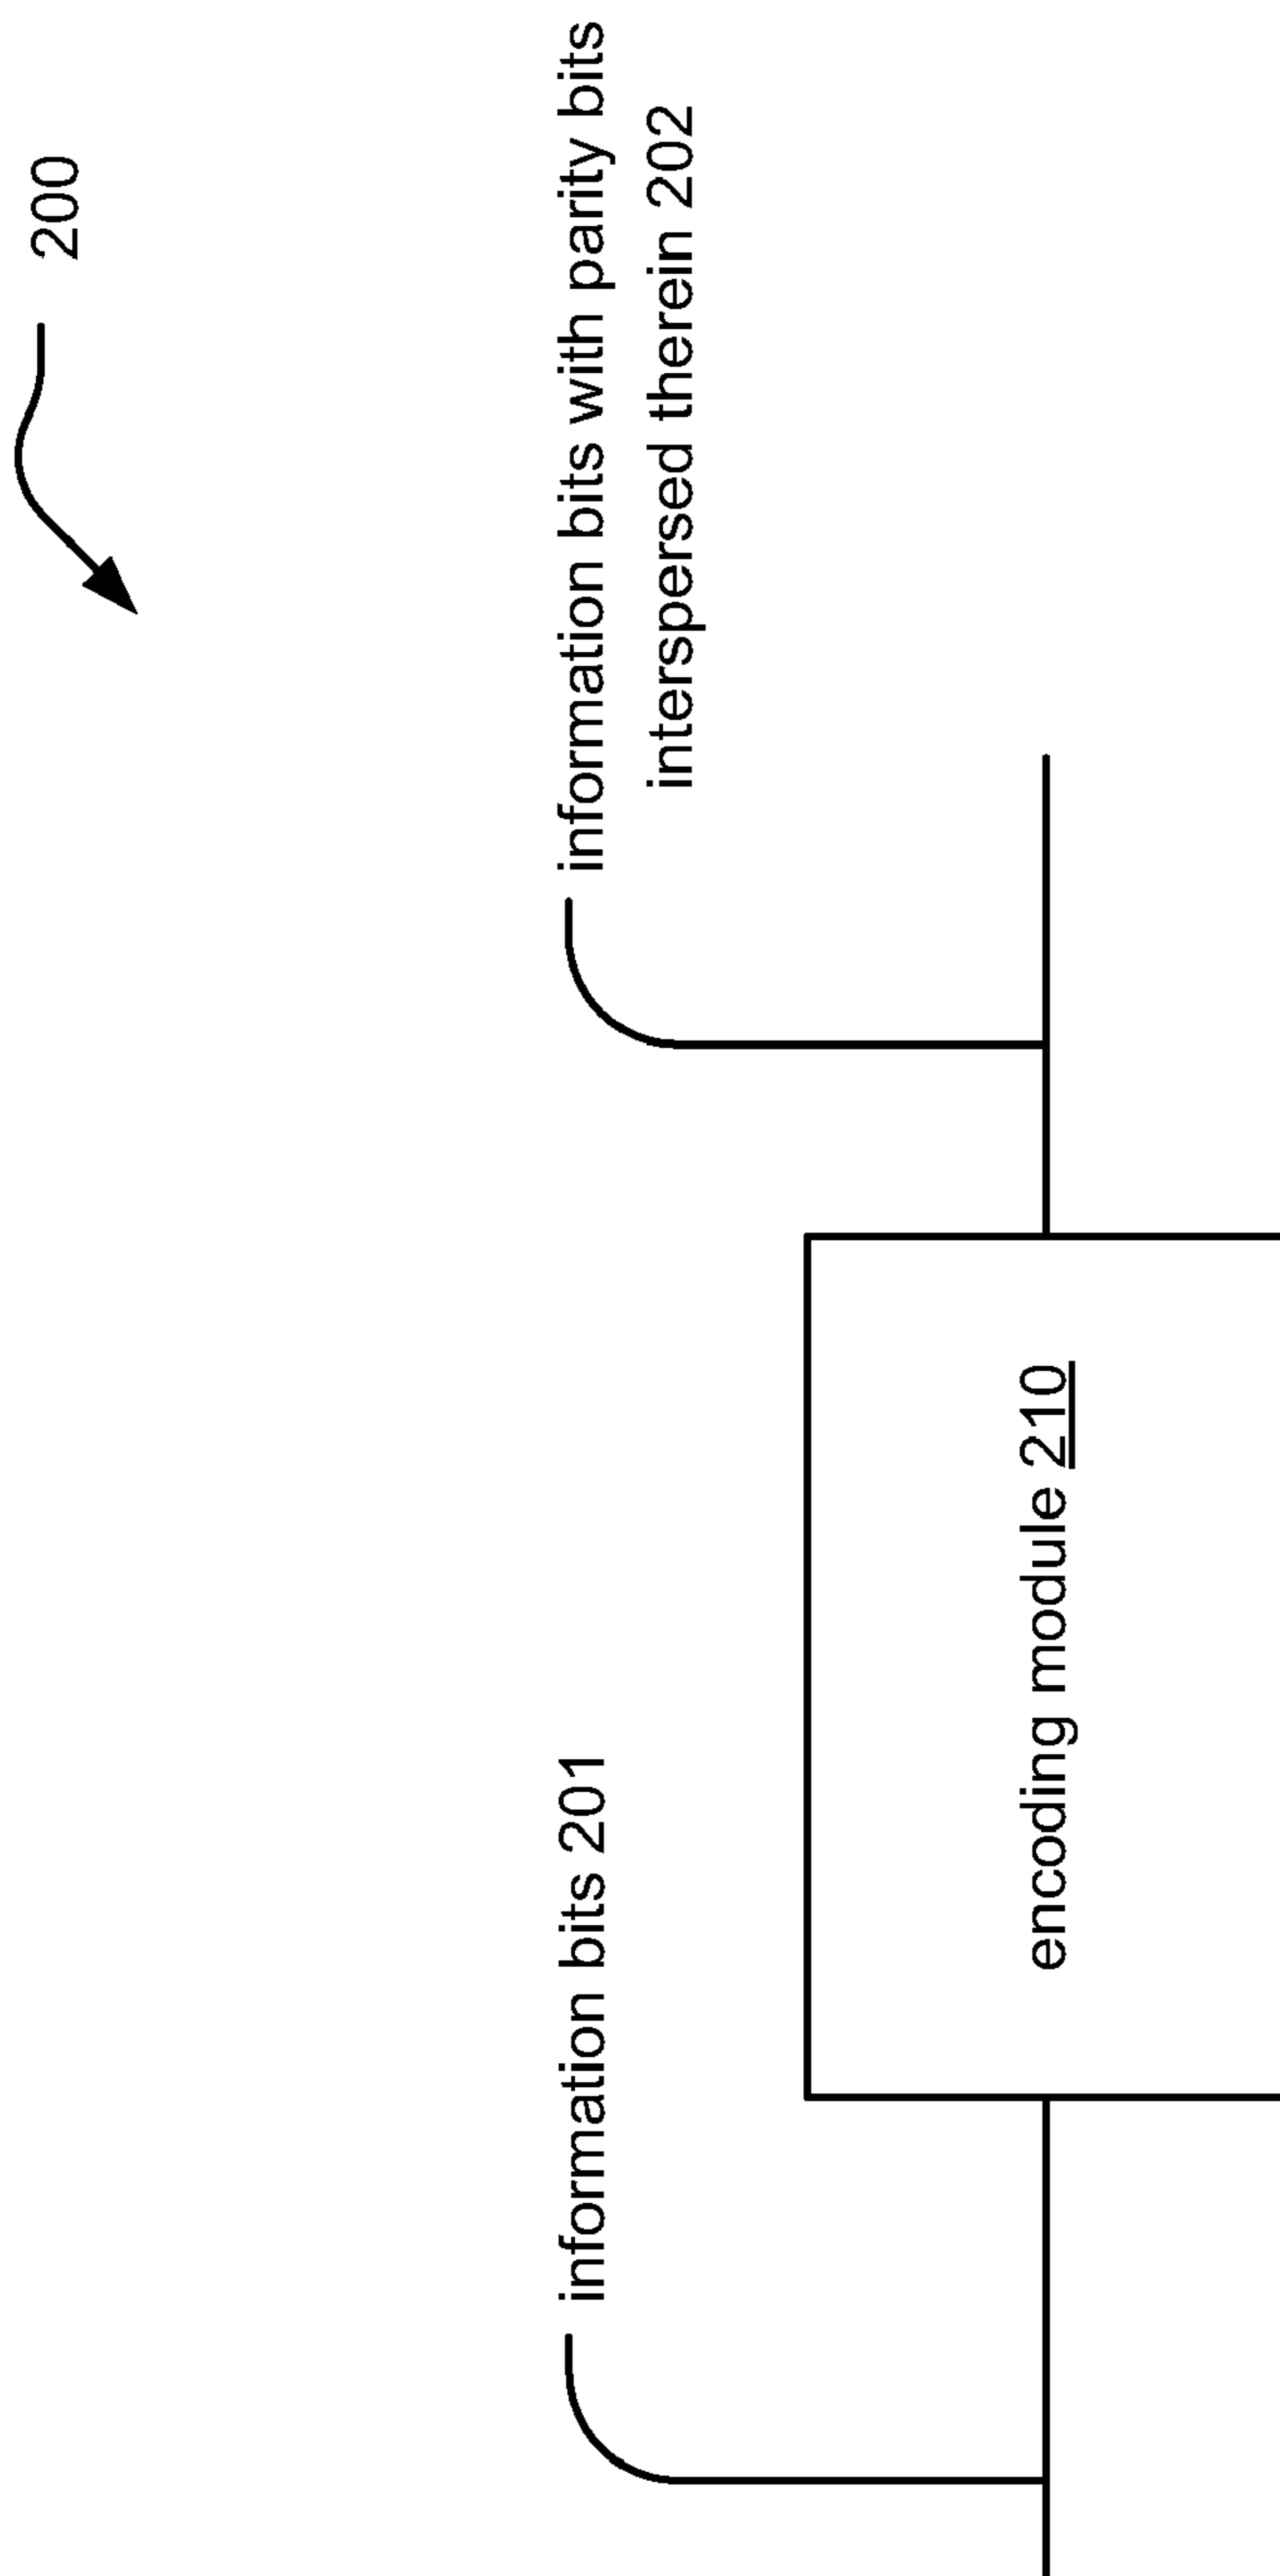 200
information bits 201
information bits with parity bits
interspersed therein 202
encoding module 210